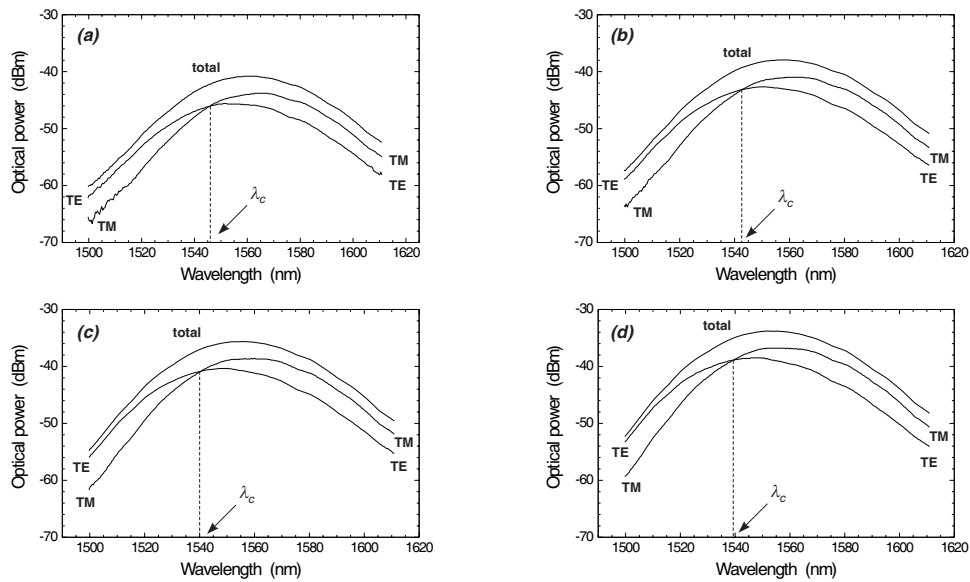 (a)
Optical power (dBm)
-30
-40
-50
-60
-70
total
TE
TM
TM
TE
λc
1500 1520 1540 1560 1580 1600 1620
Wavelength (nm)
(b)
Optical power (dBm)
-30
-40
-50
-60
-70
total
TE
TM
TM
TE
λc
1500 1520 1540 1560 1580 1600 1620
Wavelength (nm)
(c)
Optical power (dBm)
-30
-40
-50
-60
-70
total
TE
TM
TM
TE
λc
1500 1520 1540 1560 1580 1600 1620
Wavelength (nm)
(d)
Optical power (dBm)
-30
-40
-50
-60
-70
total
TE
TM
TM
TE
λc
1500 1520 1540 1560 1580 1600 1620
Wavelength (nm)